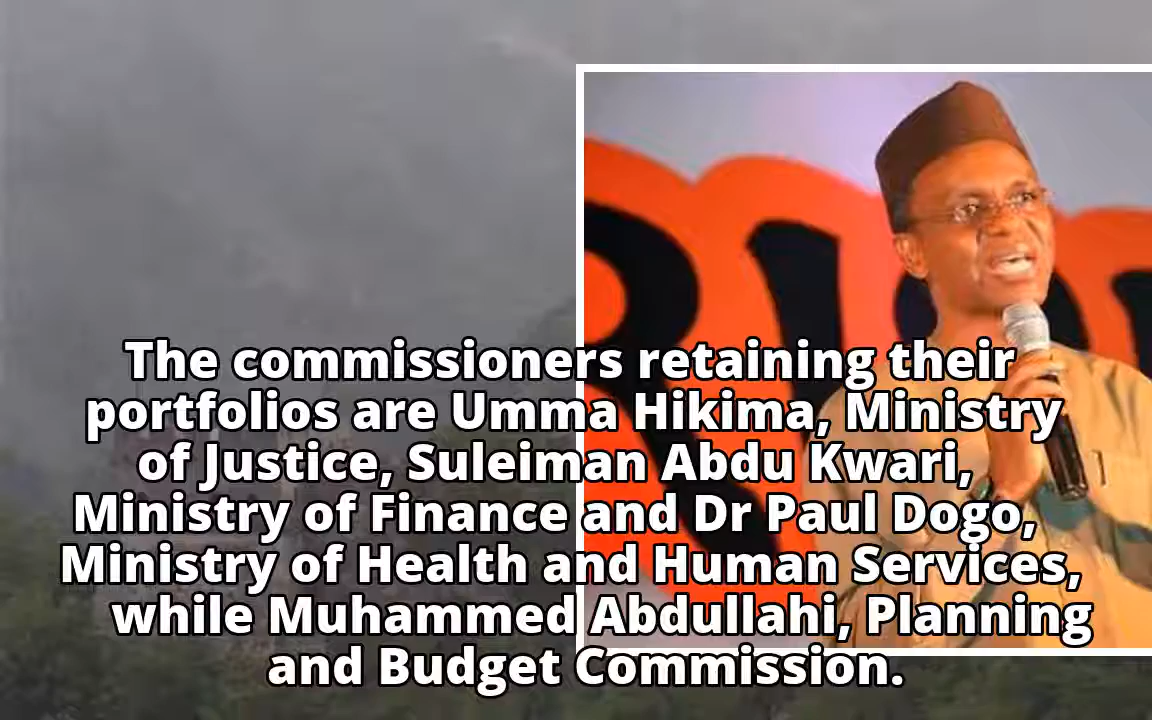 The commissioners retaining their
portfolios are Umma Hikima, Ministry
of Justice, Suleiman Abdu Kwari,
Ministry of Finance and Dr Paul Dogo,
Ministry of Health and Human Services,
while Muhammed Abdullahi, Planning
and Budget Commission.